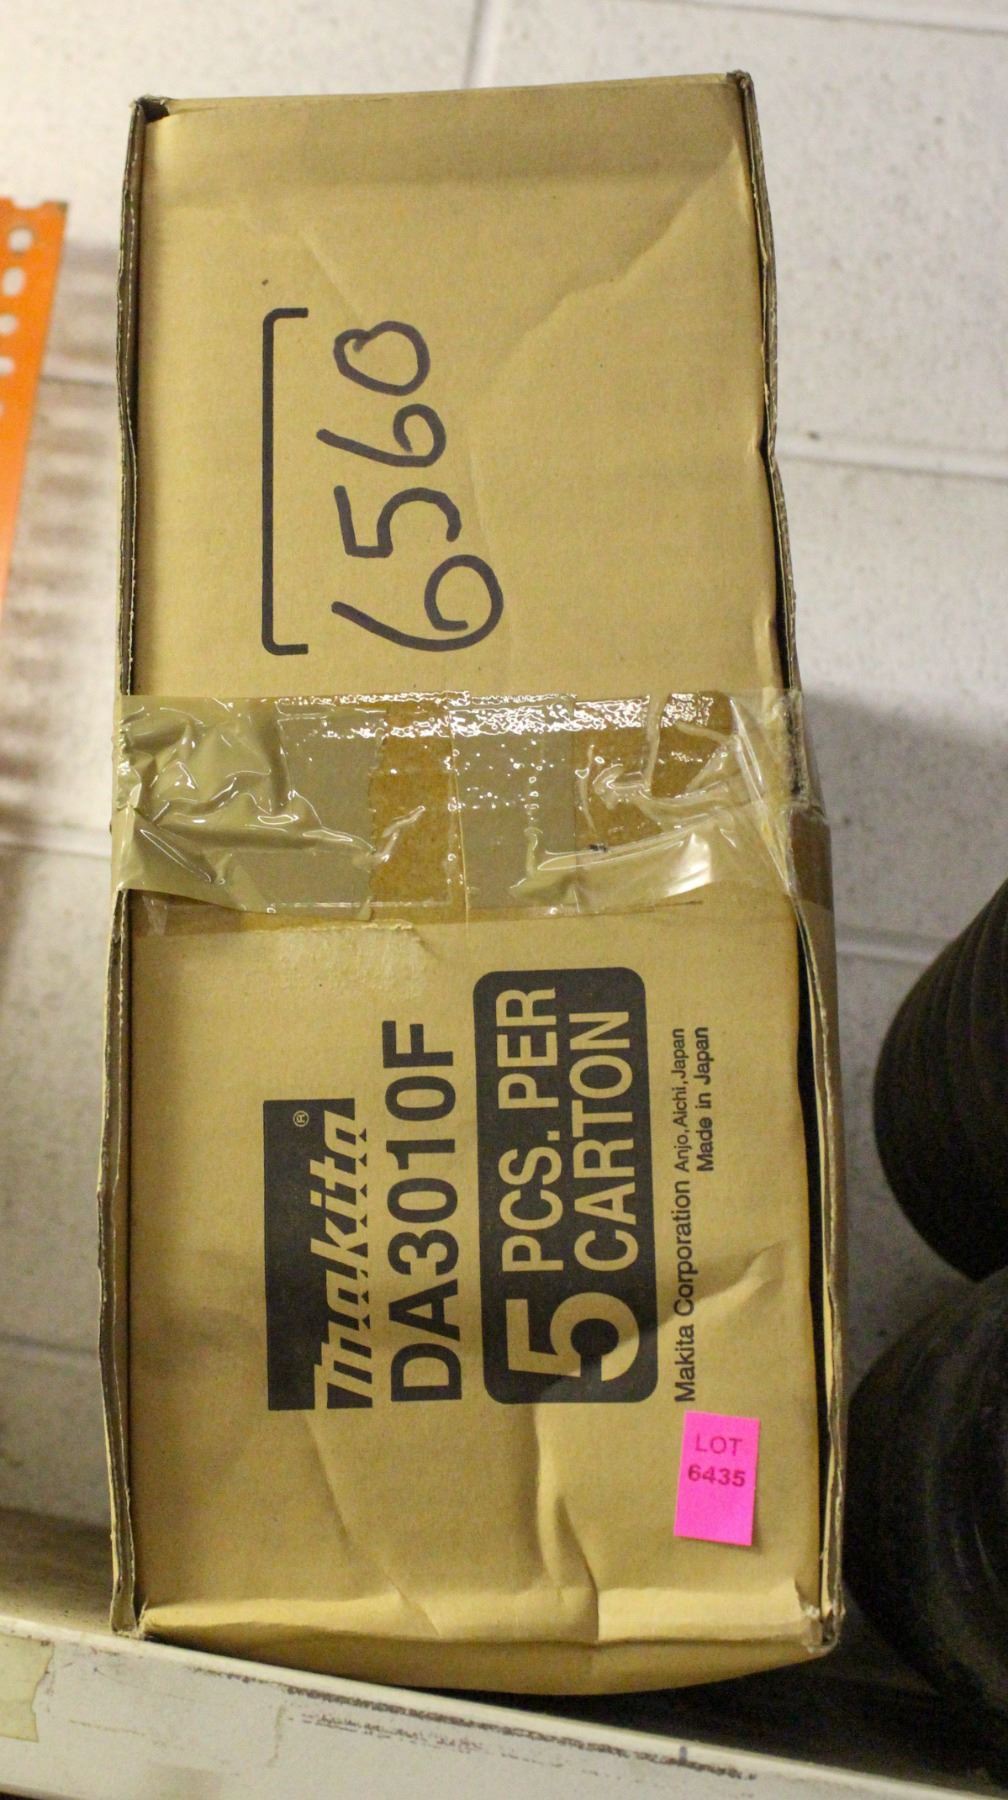 6560
makita®
DA3010F
5 PCS. PER
CARTON
Makita Corporation Anjo, Aichi, Japan
Made in Japan
LOT
6435